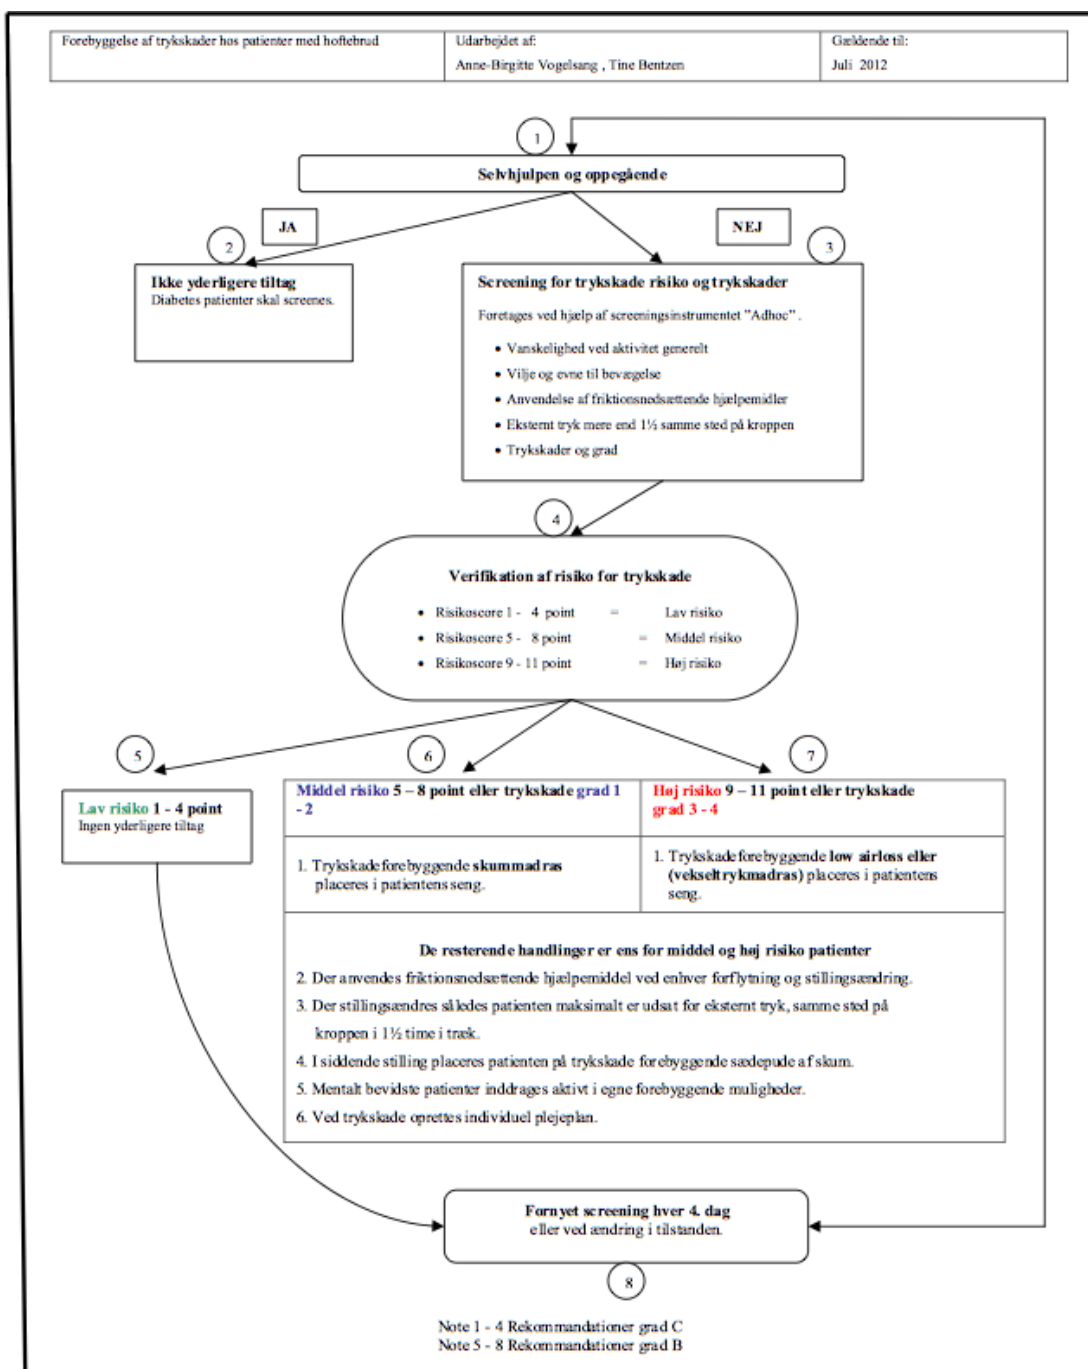 Forebyggelse af trykskader hos patienter med hoftebrud
Udarbejdet af:
Anne-Birgitte Vogelsang , Tine Bentzen
Gældende til:
Juli 2012
1
Selvhjulpen og oppegående
JA
NEJ
2
Ikke yderligere tiltag
Diabetes patienter skal screenes.
3
Screening for trykskade risiko og trykskader
Foretages ved hjælp af screeningsinstrumentet "Adhoc" .
• Vanskelighed ved aktivitet generelt
• Vilje og evne til bevægelse
• Anvendelse af friktionsnedsættende hjælpemidler
• Eksternt tryk mere end 1½ samme sted på kroppen
• Trykskader og grad
4
Verifikation af risiko for trykskade
• Risikoscore 1 - 4 point = Lav risiko
• Risikoscore 5 - 8 point = Middel risiko
• Risikoscore 9 - 11 point = Høj risiko
5
Lav risiko 1 - 4 point
Ingen yderligere tiltag
6
Middel risiko 5 – 8 point eller trykskade grad 1
- 2
7
Høj risiko 9 – 11 point eller trykskade
grad 3 - 4
1. Trykskadeforebyggende skummadras
placeres i patientens seng.
1. Trykskadeforebyggende low airloss eller
(vekseltrykmadras) placeres i patientens
seng.
De resterende handlinger er ens for middel og høj risiko patienter
2. Der anvendes friktionsnedsættende hjælpemiddel ved enhver forflytning og stillingsændring.
3. Der stillingsændres således patienten maksimalt er udsat for eksternt tryk, samme sted på
kroppen i 1½ time i træk.
4. I siddende stilling placeres patienten på trykskade forebyggende sædepude af skum.
5. Mentalt bevidste patienter inddrages aktivt i egne forebyggende muligheder.
6. Ved trykskade oprettes individuel plejeplan.
Fornyet screening hver 4. dag
eller ved ændring i tilstanden.
8
Note 1 - 4 Rekommandationer grad C
Note 5 - 8 Rekommandationer grad B